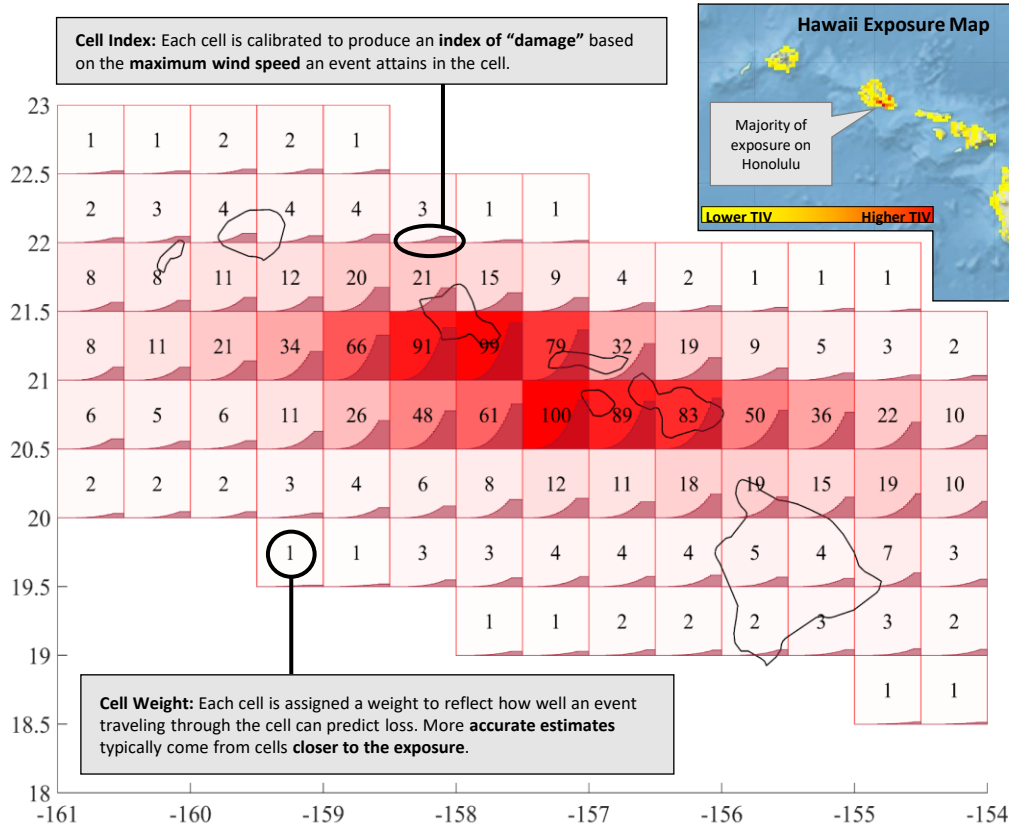 Cell Index: Each cell is calibrated to produce an index of “damage” based
on the maximum wind speed an event attains in the cell.
Hawaii Exposure Map
Majority of
exposure on
Honolulu
Lower TIV Higher TIV
23
1 1 2 2 1
22.5
2 3 4 4 4 3 1 1
22
8 8 11 12 20 21 15 9 4 2 1 1 1
21.5
8 11 21 34 66 91 99 79 32 19 9 5 3 2
21
6 5 6 11 26 48 61 100 89 83 50 36 22 10
20.5
2 2 2 3 4 6 8 12 11 18 19 15 19 10
20
1 1 3 3 4 4 4 5 4 7 3
19.5
1 1 2 2 2 3 3 2
19
1 1
18.5
Cell Weight: Each cell is assigned a weight to reflect how well an event
traveling through the cell can predict loss. More accurate estimates
typically come from cells closer to the exposure.
18
-161 -160 -159 -158 -157 -156 -155 -154